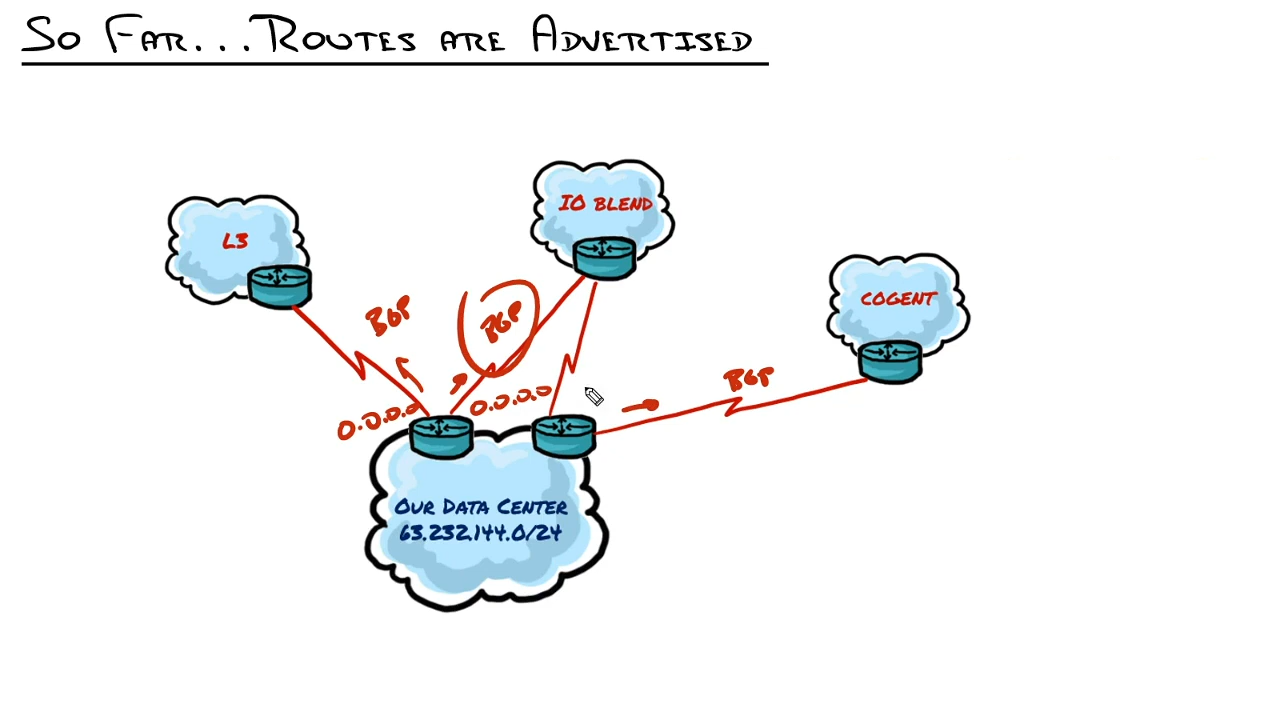 So Far...Routes are Advertised
IO Blend
L3
Cogent
BGP
BGP
BGP
0.0.0.0
0.0.0.0
Our Data Center
63.232.144.0/24